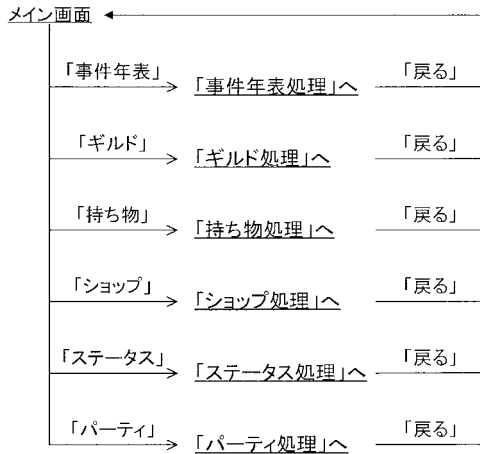 メイン画面
「事件年表」 「事件年表処理」へ 「戻る」
「ギルド」 「ギルド処理」へ 「戻る」
「持ち物」 「持ち物処理」へ 「戻る」
「ショップ」 「ショップ処理」へ 「戻る」
「ステータス」 「ステータス処理」へ 「戻る」
「パーティ」 「パーティ処理」へ 「戻る」